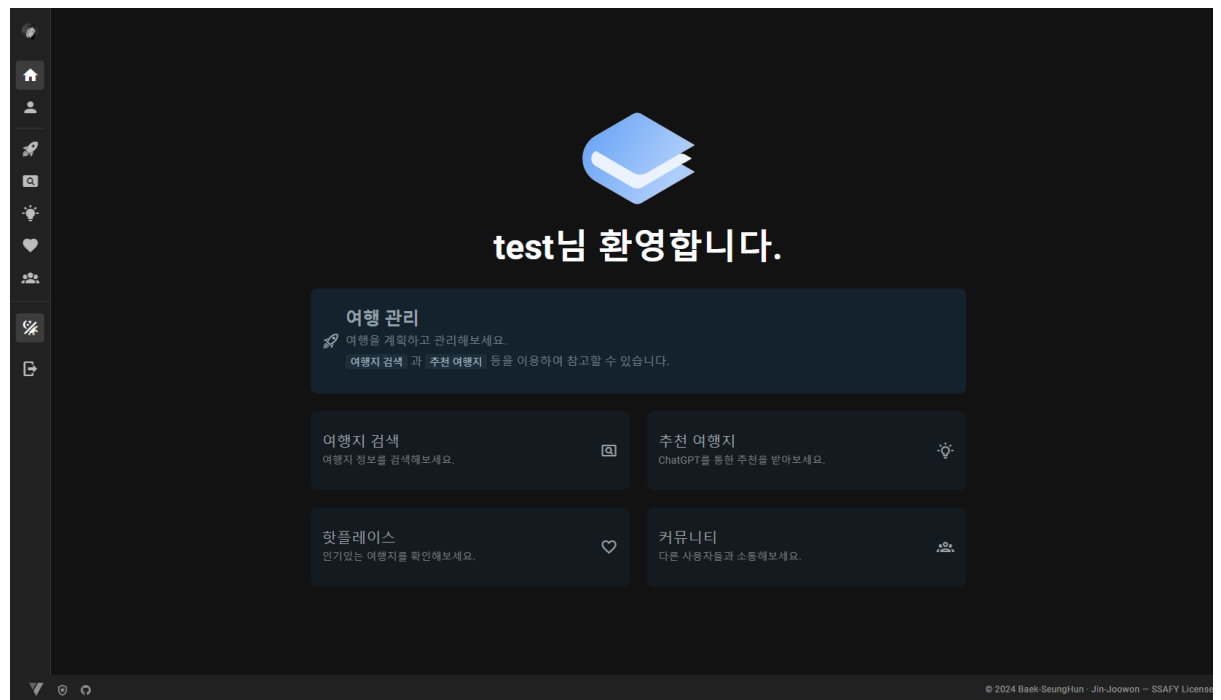 test님 환영합니다.
여행 관리
여행을 계획하고 관리해보세요.
여행지 검색 과 추천 여행지 등을 이용하여 참고할 수 있습니다.
여행지 검색
여행지 정보를 검색해보세요.
추천 여행지
ChatGPT를 통한 추천을 받아보세요.
핫플레이스
인기있는 여행지를 확인해보세요.
커뮤니티
다른 사용자들과 소통해보세요.
© 2024 Baek-SeungHun · Jin-Joowon — SSAFY License